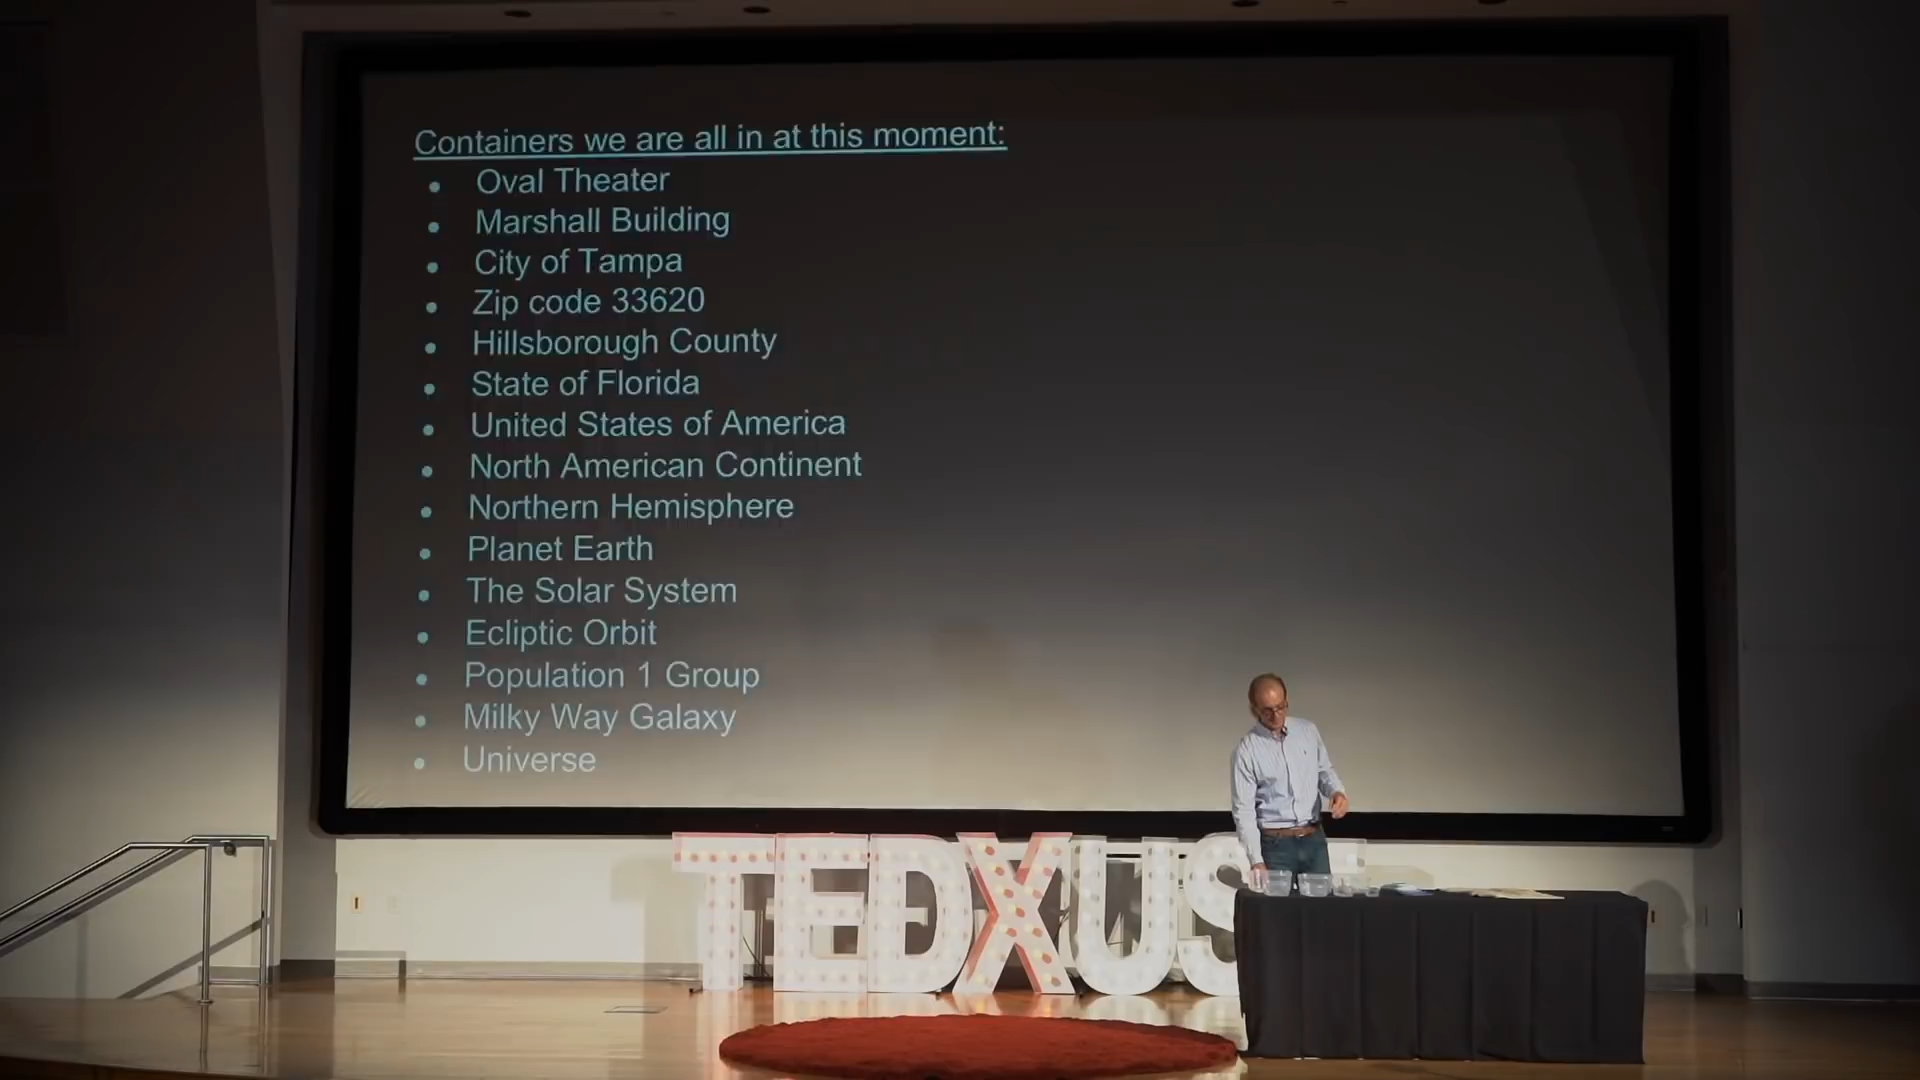 Containers we are all in at this moment:
• Oval Theater
• Marshall Building
• City of Tampa
• Zip code 33620
• Hillsborough County
• State of Florida
• United States of America
• North American Continent
• Northern Hemisphere
• Planet Earth
• The Solar System
• Ecliptic Orbit
• Population 1 Group
• Milky Way Galaxy
• Universe
TEDXUS